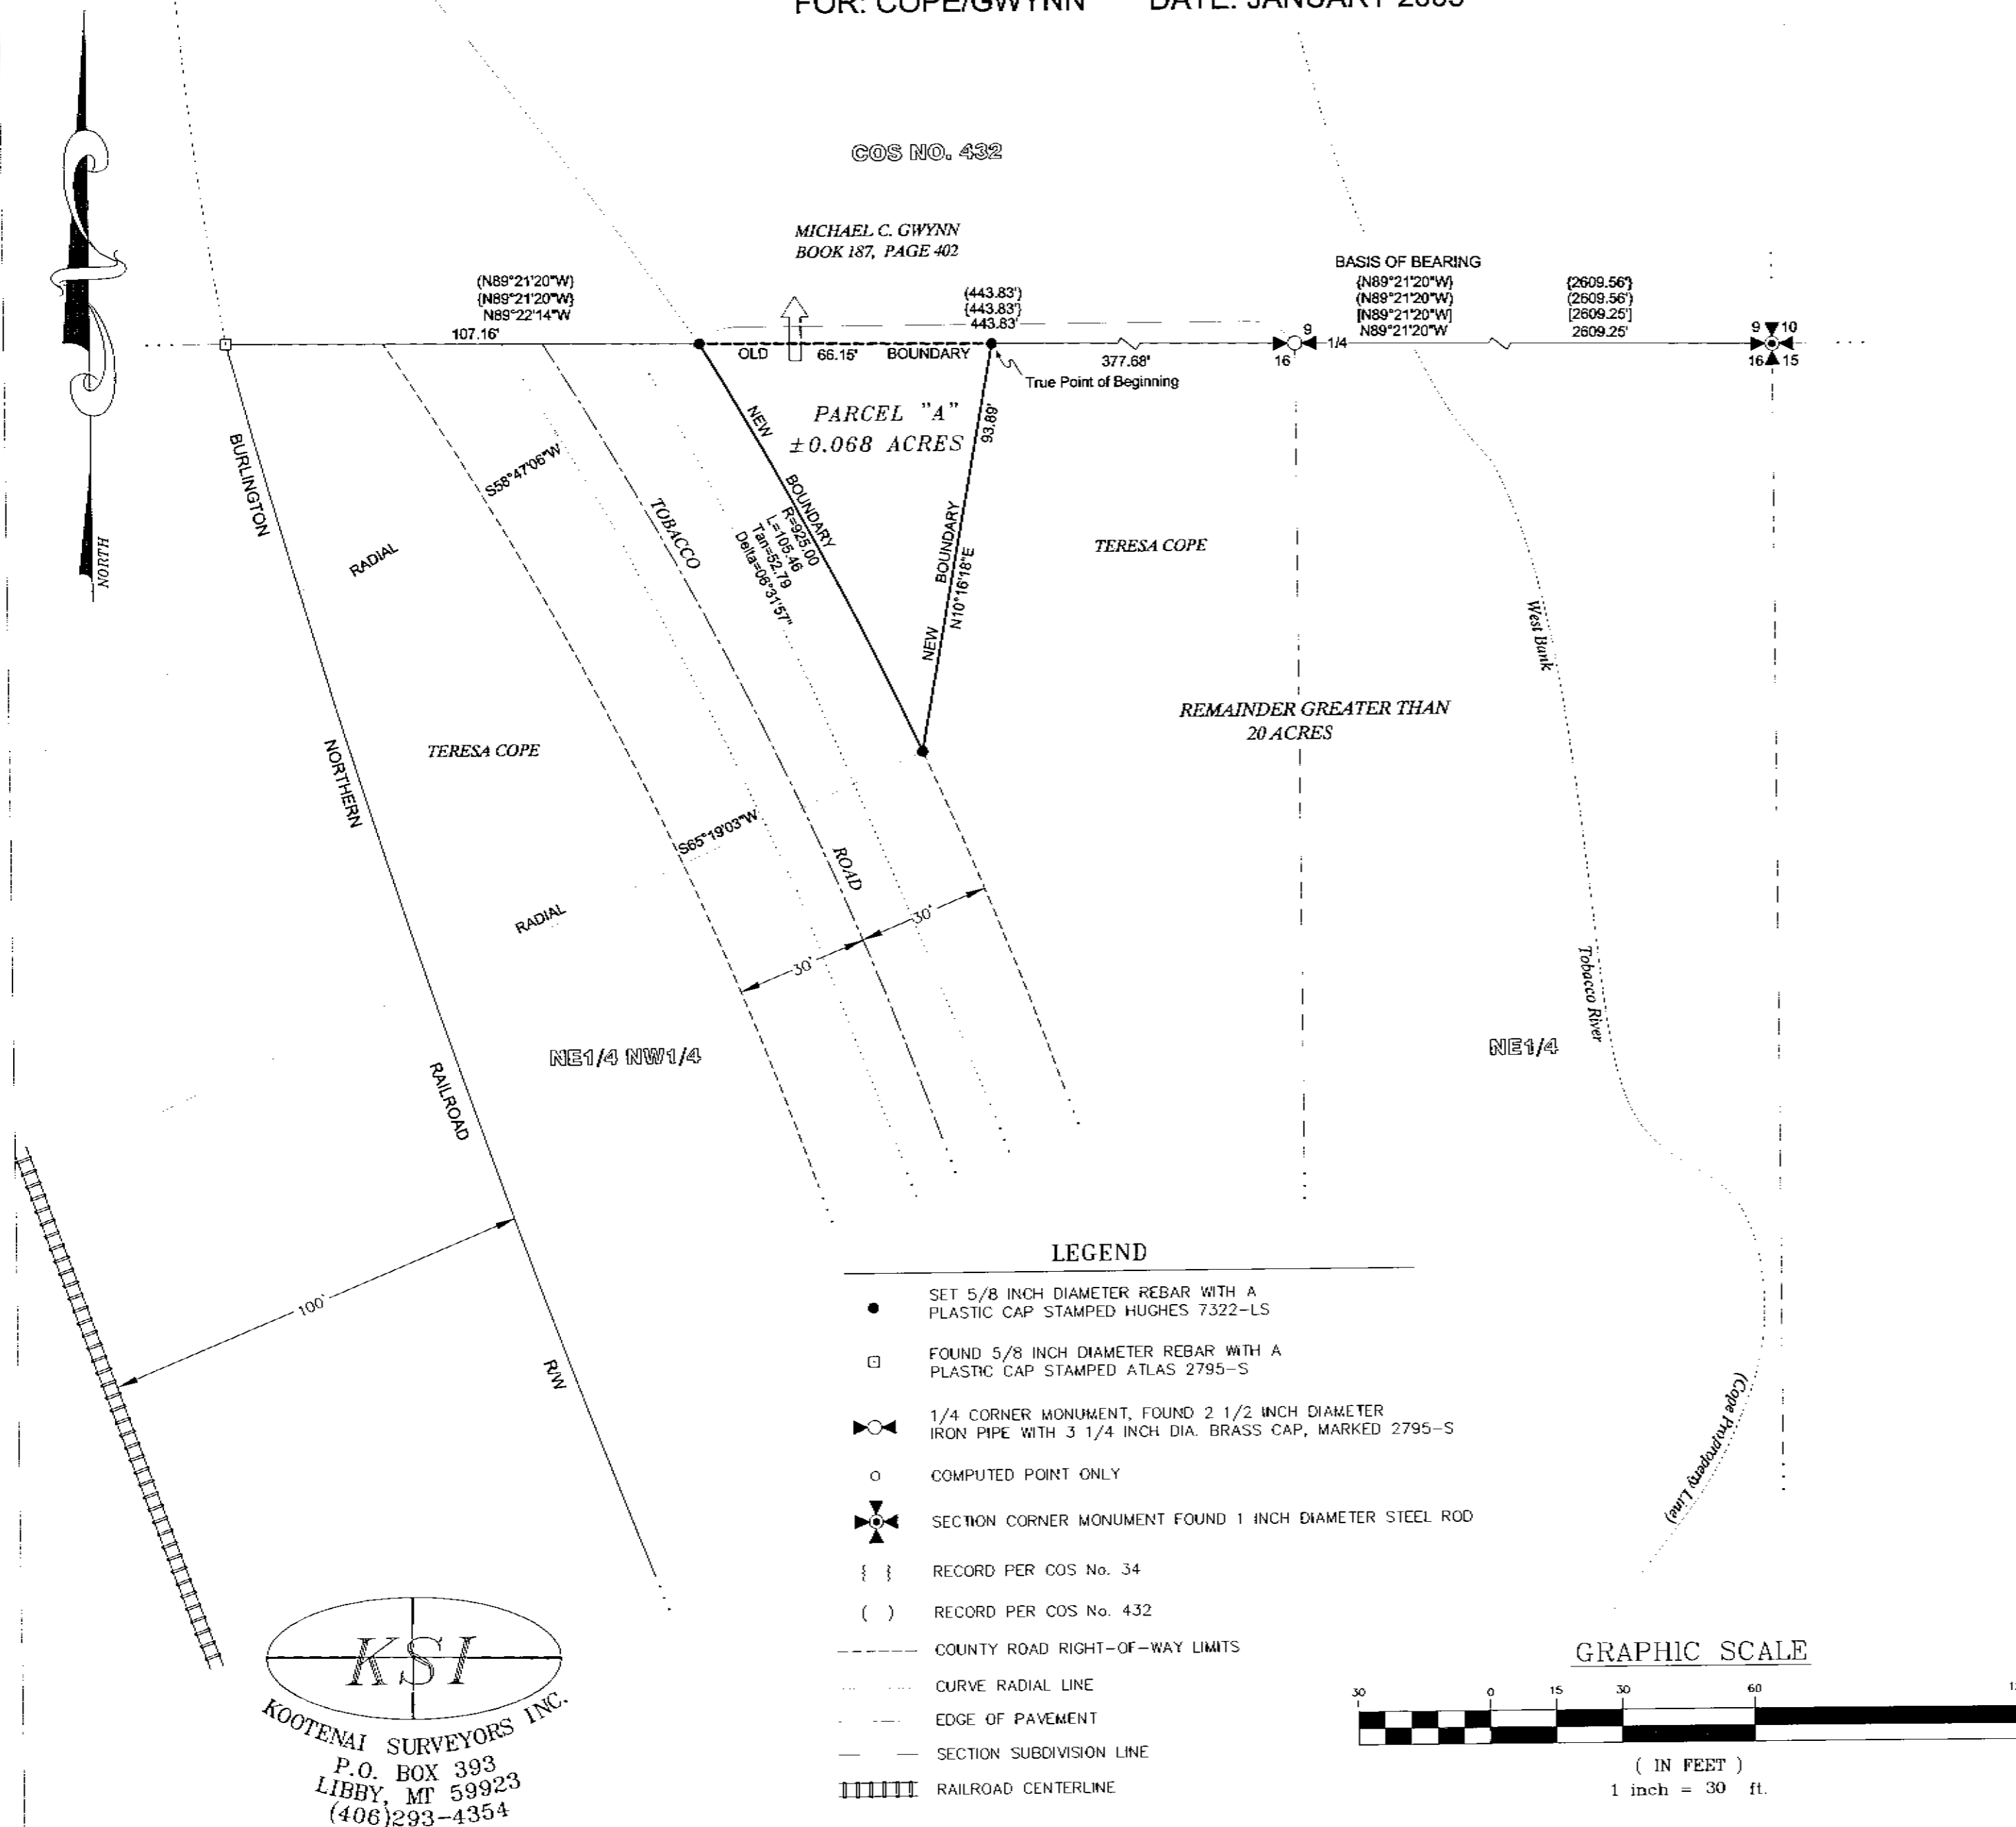 FOR: COPE/GWYNN DATE: JANUARY 2003
COS NO. 432
MICHAEL C. GWYNN
BOOK 187, PAGE 402
(N89°21'20"W)
{N89°21'20"W}
N89°22'14"W
107.16'
(443.83')
{443.83'}
443.83'
BASIS OF BEARING
{N89°21'20"W}
(N89°21'20"W)
[N89°21'20"W]
N89°21'20"W
{2609.56'}
(2609.56')
[2609.25']
2609.25'
9
1/4
16
9 10
16 15
OLD 66.15' BOUNDARY
377.68'
True Point of Beginning
PARCEL "A"
±0.068 ACRES
NEW BOUNDARY
R=925.00
L=105.46
Tan=52.79
Delta=06°31'57"
93.89'
NEW BOUNDARY
N10°16'18"E
BURLINGTON
NORTHERN
RAILROAD
R/W
NORTH
S58°47'06"W
RADIAL
TOBACCO
ROAD
TERESA COPE
TERESA COPE
REMAINDER GREATER THAN
20 ACRES
S65°19'03"W
RADIAL
30'
30'
100'
West Bank
Tobacco River
(Cope Proproperty Line)
NE1/4 NW1/4
NE1/4
LEGEND
SET 5/8 INCH DIAMETER REBAR WITH A
PLASTIC CAP STAMPED HUGHES 7322-LS
FOUND 5/8 INCH DIAMETER REBAR WITH A
PLASTIC CAP STAMPED ATLAS 2795-S
1/4 CORNER MONUMENT, FOUND 2 1/2 INCH DIAMETER
IRON PIPE WITH 3 1/4 INCH DIA. BRASS CAP, MARKED 2795-S
COMPUTED POINT ONLY
SECTION CORNER MONUMENT FOUND 1 INCH DIAMETER STEEL ROD
{ } RECORD PER COS No. 34
( ) RECORD PER COS No. 432
COUNTY ROAD RIGHT-OF-WAY LIMITS
CURVE RADIAL LINE
EDGE OF PAVEMENT
SECTION SUBDIVISION LINE
RAILROAD CENTERLINE
KSI
KOOTENAI SURVEYORS INC.
P.O. BOX 393
LIBBY, MT 59923
(406)293-4354
GRAPHIC SCALE
30 0 15 30 60
( IN FEET )
1 inch = 30 ft.